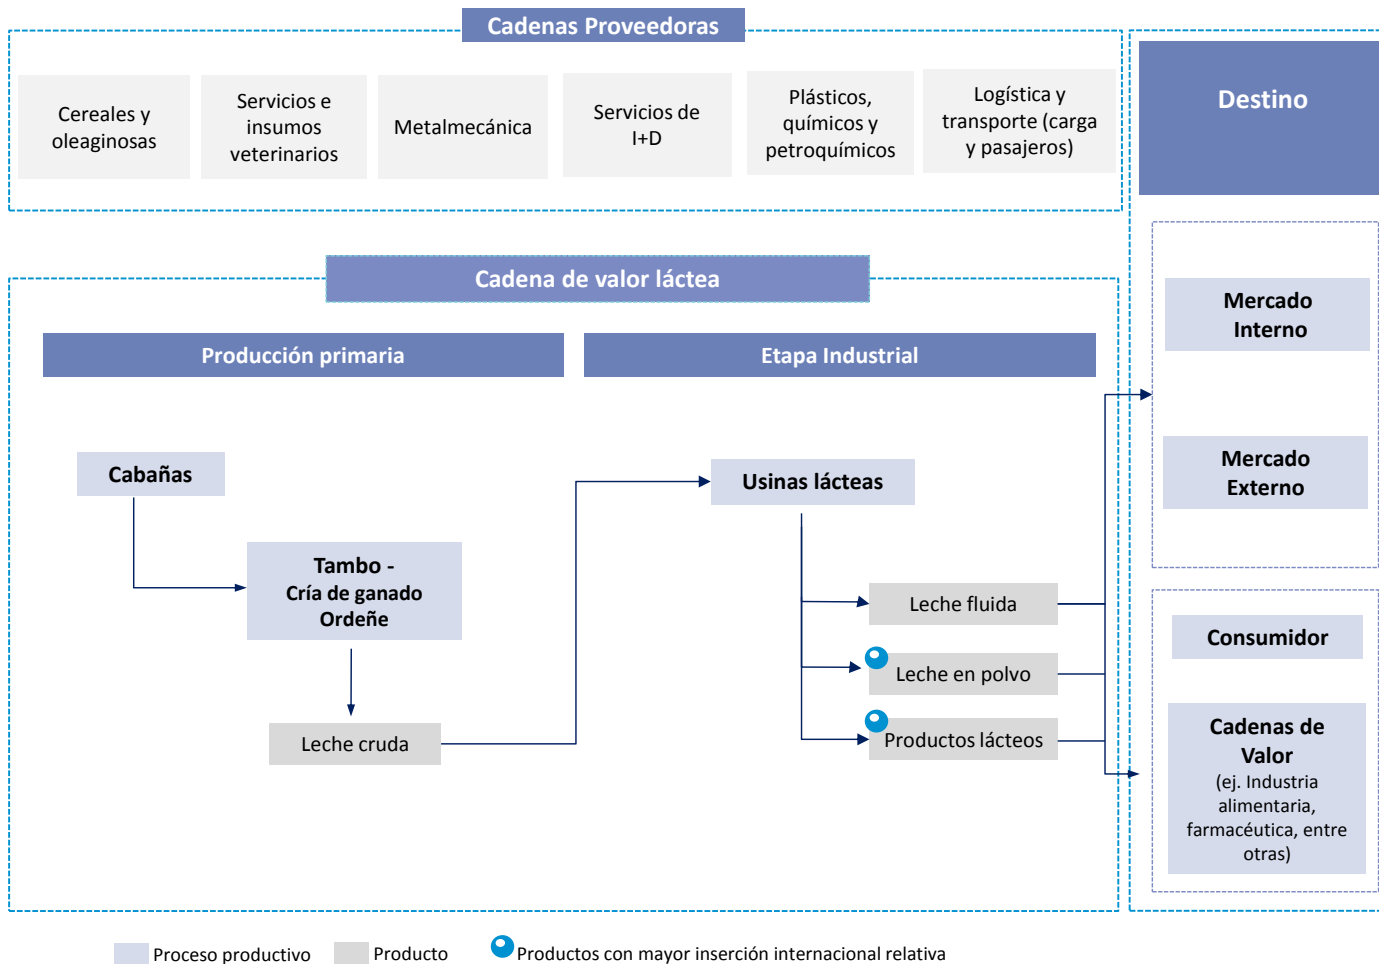 Cadenas Proveedoras
Cereales y
oleaginosas
Servicios e
insumos
veterinarios
Metalmecánica
Servicios de
I+D
Plásticos,
químicos y
petroquímicos
Logística y
transporte (carga
y pasajeros)
Destino
Cadena de valor láctea
Producción primaria
Etapa Industrial
Cabañas
Tambo -
Cría de ganado
Ordeñe
Leche cruda
Usinas lácteas
Leche fluida
Leche en polvo
Productos lácteos
Mercado
Interno
Mercado
Externo
Consumidor
Cadenas de
Valor
(ej. Industria
alimentaria,
farmacéutica, entre
otras)
Proceso productivo
Producto
Productos con mayor inserción internacional relativa